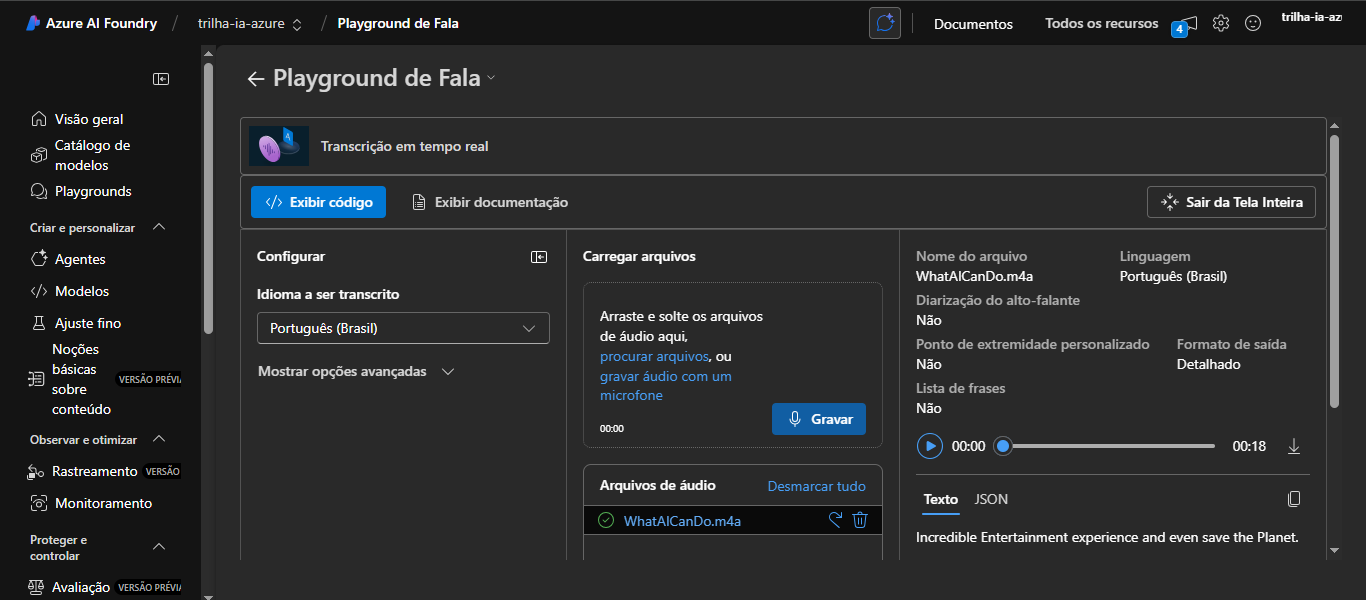 Azure AI Foundry / trilha-ia-azure / Playground de Fala
Documentos
Todos os recursos
4
trilha-ia-az
Visão geral
Catálogo de
modelos
Playgrounds
Criar e personalizar
Agentes
Modelos
Ajuste fino
Noções
básicas
sobre
conteúdo
VERSÃO PRÉVI
Observar e otimizar
Rastreamento VERSÃO
Monitoramento
Proteger e
controlar
Avaliação VERSÃO PRÉVI
Playground de Fala
Transcrição em tempo real
Exibir código
Exibir documentação
Sair da Tela Inteira
Configurar
Idioma a ser transcrito
Português (Brasil)
Mostrar opções avançadas
Carregar arquivos
Arraste e solte os arquivos
de áudio aqui,
procurar arquivos, ou
gravar áudio com um
microfone
00:00
Gravar
Arquivos de áudio
Desmarcar tudo
WhatAICanDo.m4a
Nome do arquivo
WhatAICanDo.m4a
Linguagem
Português (Brasil)
Diarização do alto-falante
Não
Ponto de extremidade personalizado
Não
Formato de saída
Detalhado
Lista de frases
Não
00:00
00:18
Texto
JSON
Incredible Entertainment experience and even save the Planet.